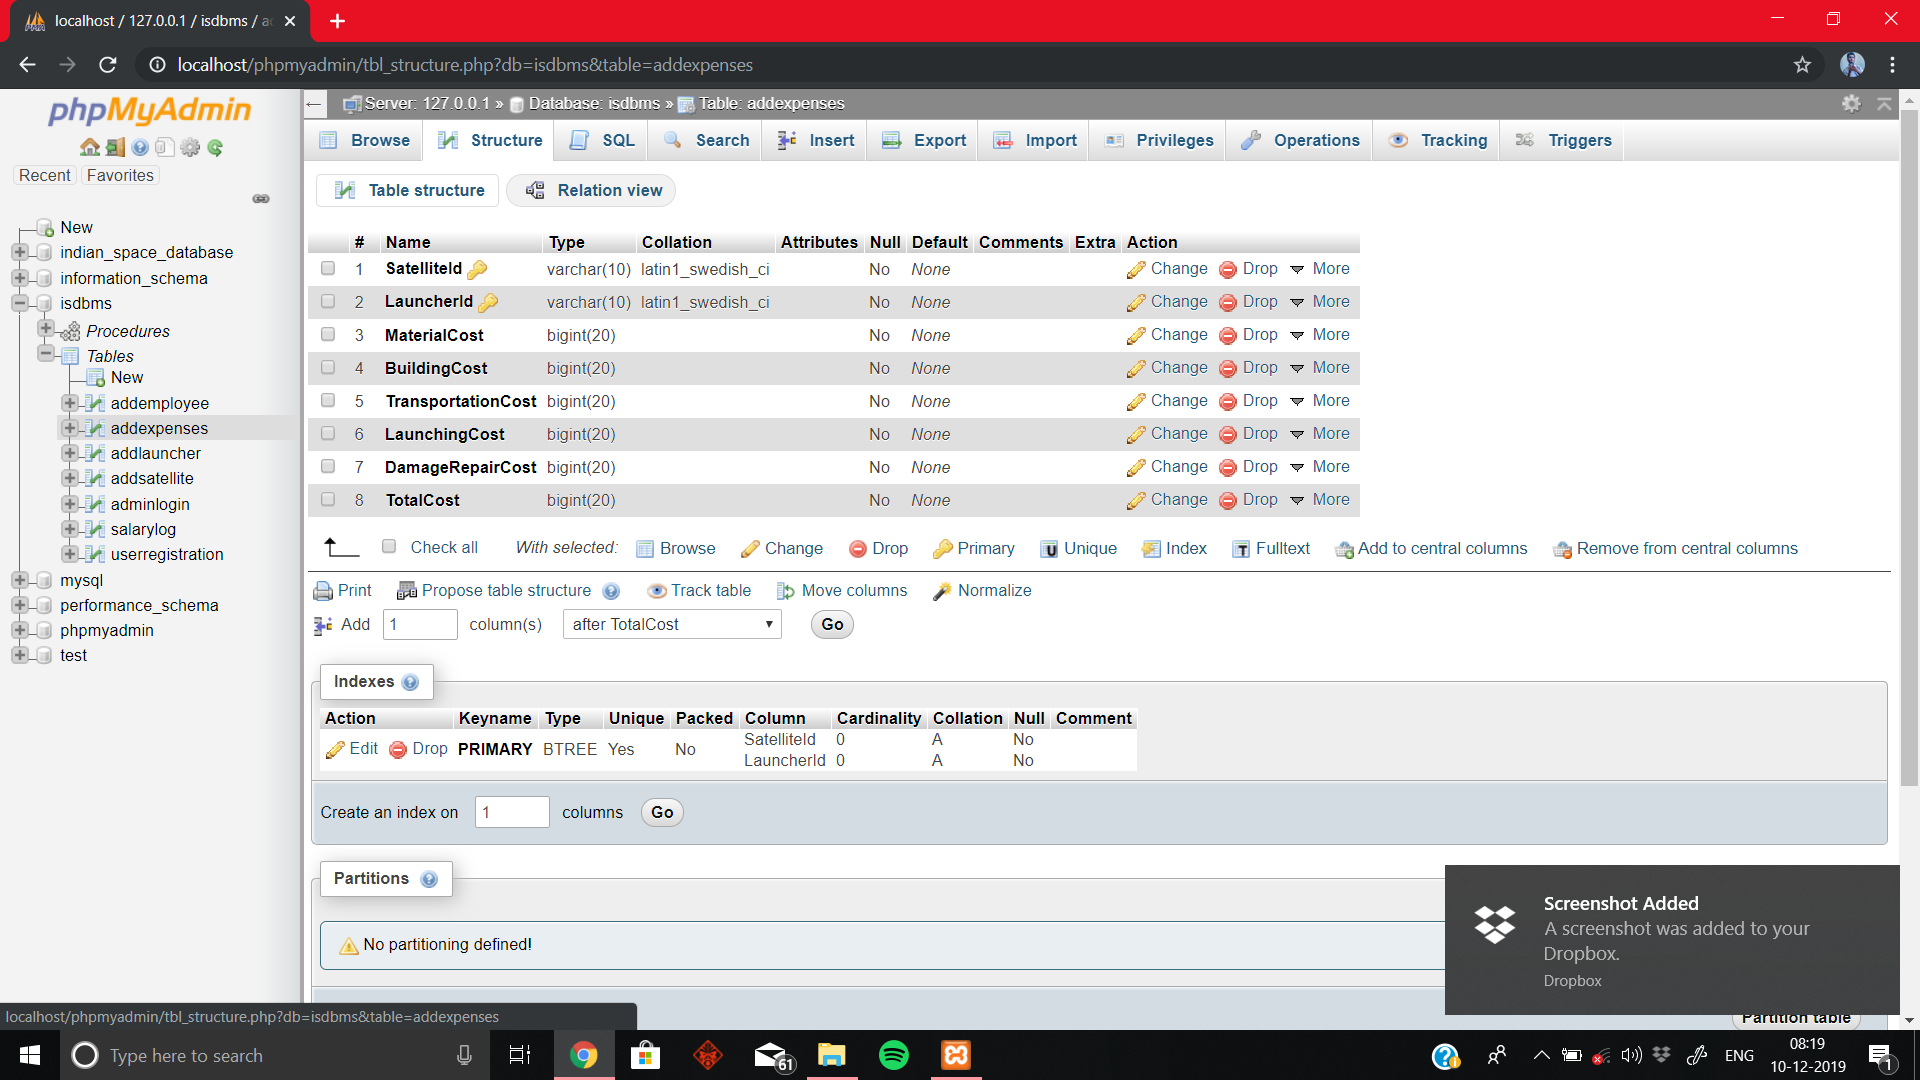 localhost / 127.0.0.1 / isdbms / ad
localhost/phpmyadmin/tbl_structure.php?db=isdbms&table=addexpenses
phpMyAdmin
Recent Favorites
New
indian_space_database
information_schema
isdbms
Procedures
Tables
New
addemployee
addexpenses
addlauncher
addsatellite
adminlogin
salarylog
userregistration
mysql
performance_schema
phpmyadmin
test
Server: 127.0.0.1 » Database: isdbms » Table: addexpenses
Browse Structure SQL Search Insert Export Import Privileges Operations Tracking Triggers
Table structure Relation view
# Name Type Collation Attributes Null Default Comments Extra Action
1 SatelliteId varchar(10) latin1_swedish_ci No None Change Drop More
2 LauncherId varchar(10) latin1_swedish_ci No None Change Drop More
3 MaterialCost bigint(20) No None Change Drop More
4 BuildingCost bigint(20) No None Change Drop More
5 TransportationCost bigint(20) No None Change Drop More
6 LaunchingCost bigint(20) No None Change Drop More
7 DamageRepairCost bigint(20) No None Change Drop More
8 TotalCost bigint(20) No None Change Drop More
Check all With selected: Browse Change Drop Primary Unique Index Fulltext Add to central columns Remove from central columns
Print Propose table structure Track table Move columns Normalize
Add 1 column(s) after TotalCost Go
Indexes
Action Keyname Type Unique Packed Column Cardinality Collation Null Comment
Edit Drop PRIMARY BTREE Yes No SatelliteId 0 A No
LauncherId 0 A No
Create an index on 1 columns Go
Partitions
No partitioning defined!
Partition table
Screenshot Added
A screenshot was added to your
Dropbox.
Dropbox
localhost/phpmyadmin/tbl_structure.php?db=isdbms&table=addexpenses
Type here to search
61
ENG
08:19
10-12-2019
1